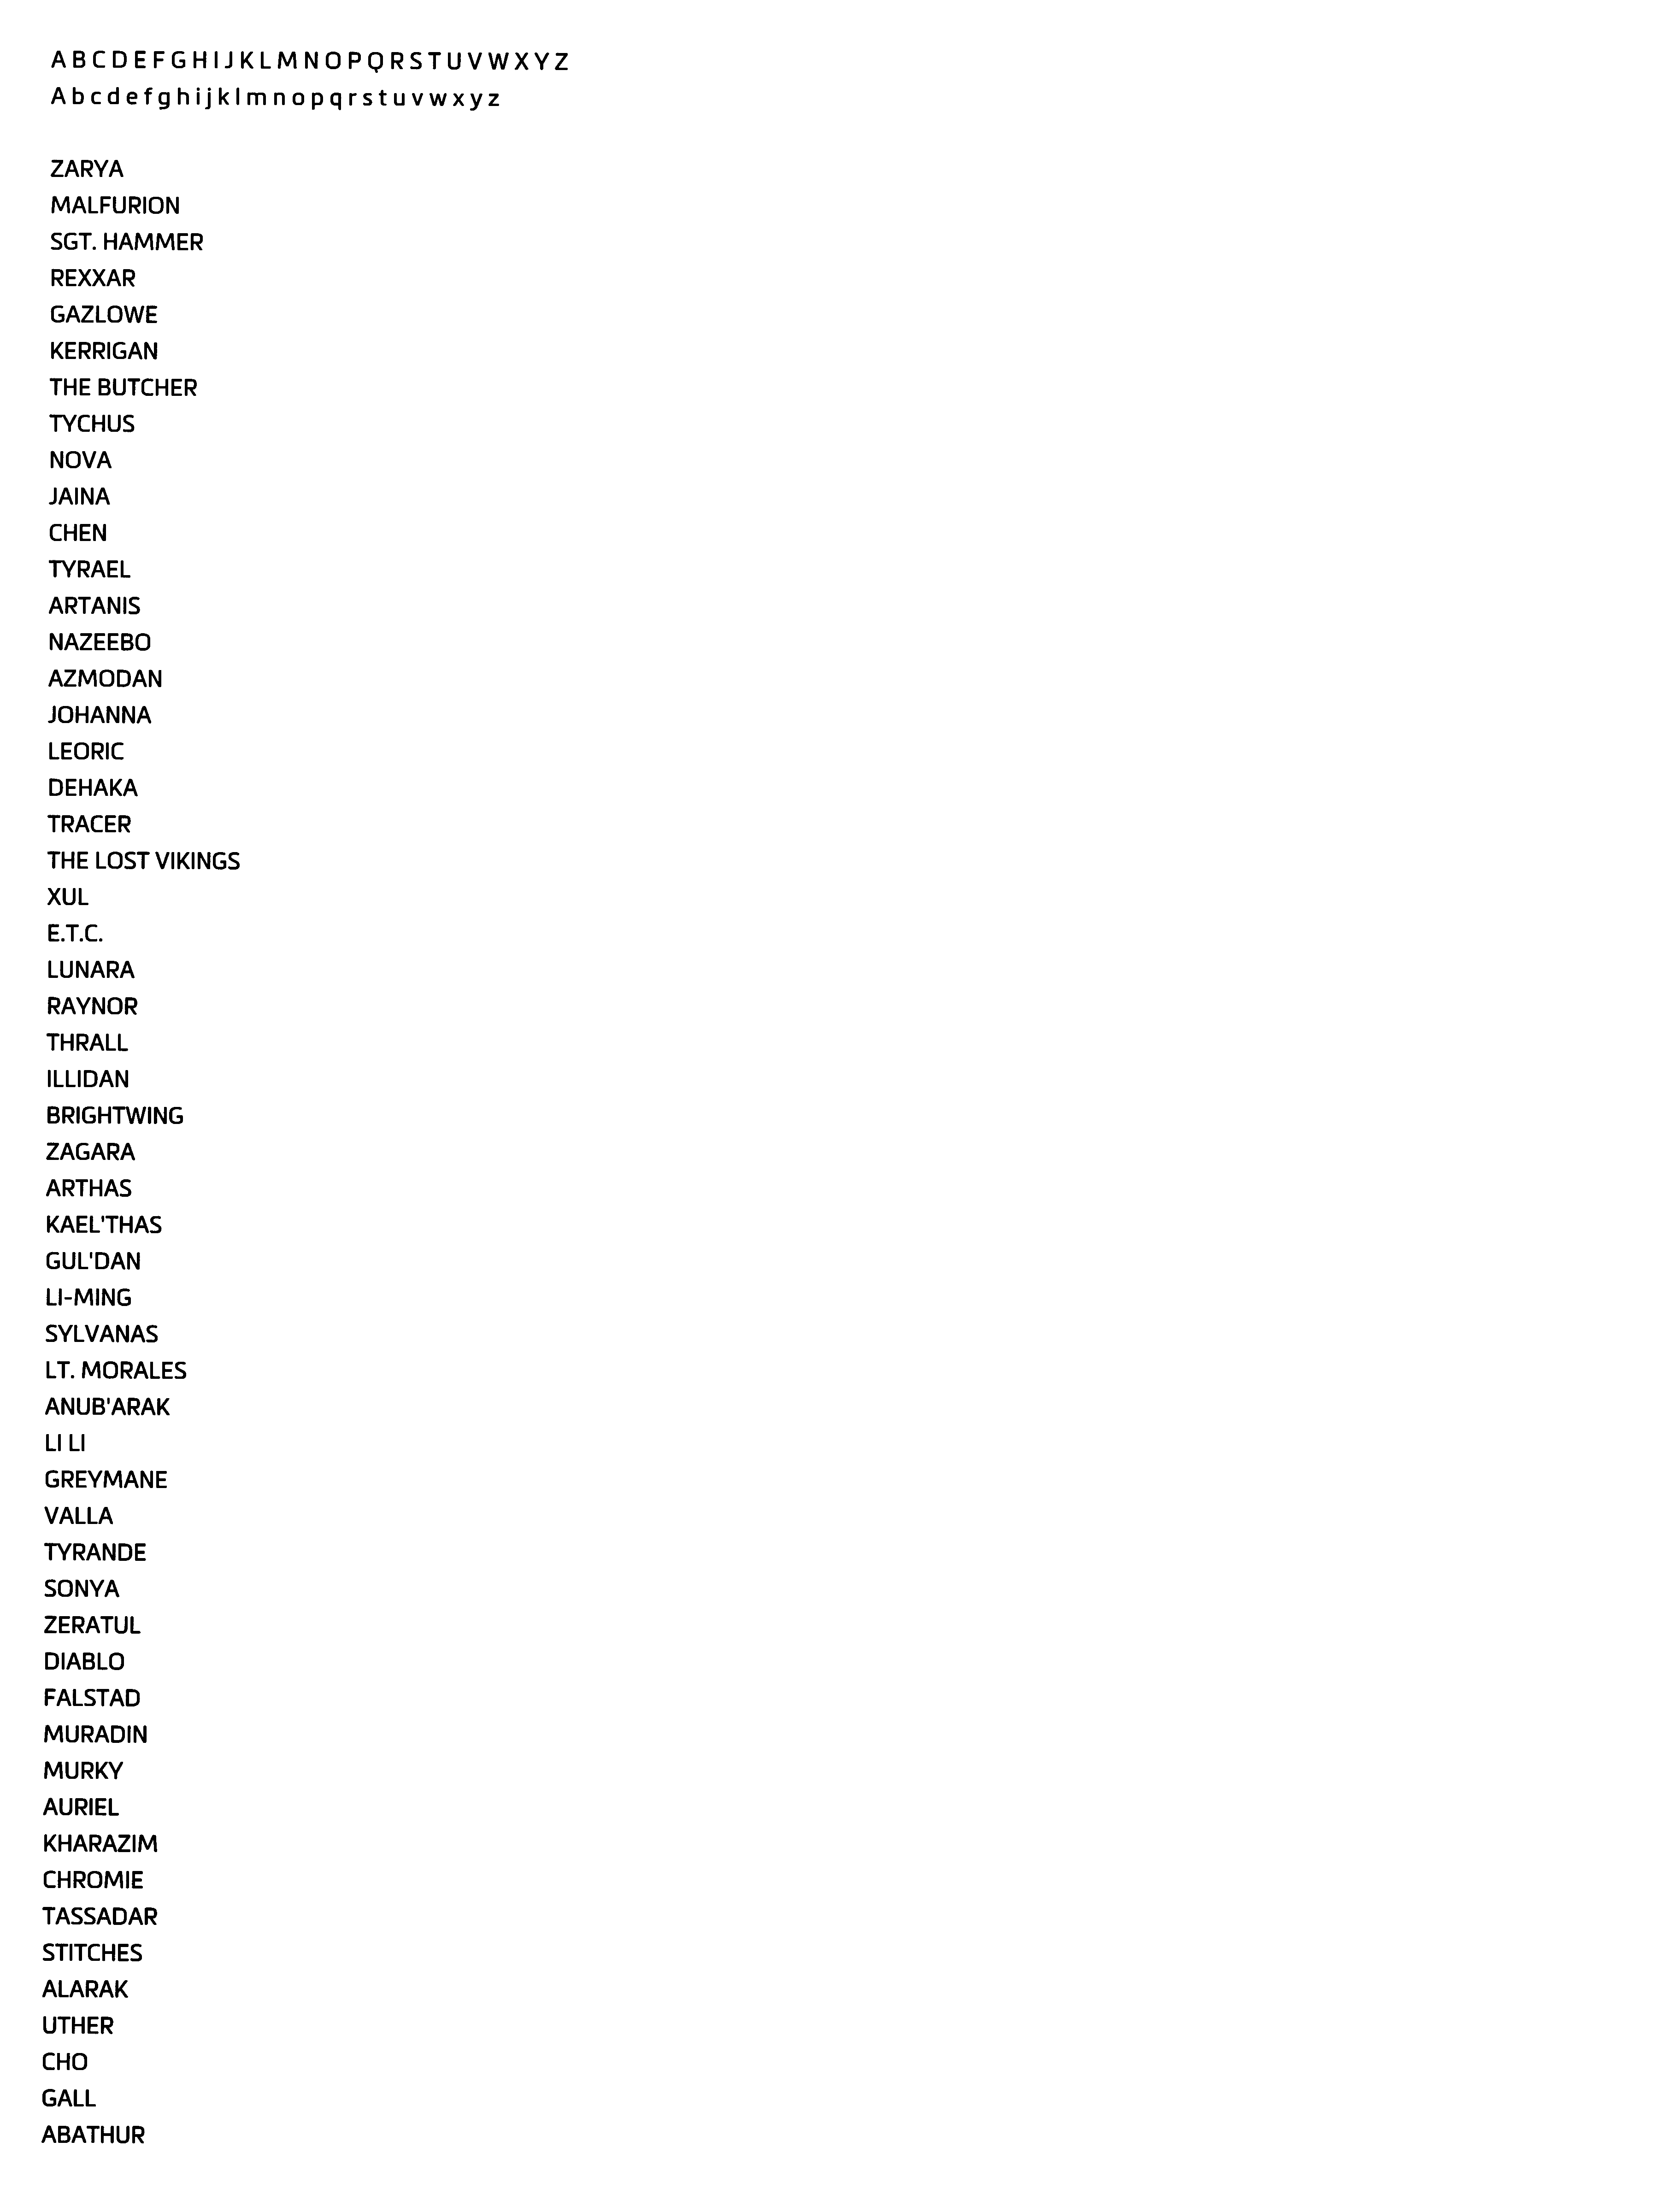 A B C D E F G H I J K L M N O P Q R S T U V W X Y Z
A b c d e f g h i j k l m n o p q r s t u v w x y z
ZARYA
MALFURION
SGT. HAMMER
REXXAR
GAZLOWE
KERRIGAN
THE BUTCHER
TYCHUS
NOVA
JAINA
CHEN
TYRAEL
ARTANIS
NAZEEBO
AZMODAN
JOHANNA
LEORIC
DEHAKA
TRACER
THE LOST VIKINGS
XUL
E.T.C.
LUNARA
RAYNOR
THRALL
ILLIDAN
BRIGHTWING
ZAGARA
ARTHAS
KAEL'THAS
GUL'DAN
LI-MING
SYLVANAS
LT. MORALES
ANUB'ARAK
LI LI
GREYMANE
VALLA
TYRANDE
SONYA
ZERATUL
DIABLO
FALSTAD
MURADIN
MURKY
AURIEL
KHARAZIM
CHROMIE
TASSADAR
STITCHES
ALARAK
UTHER
CHO
GALL
ABATHUR